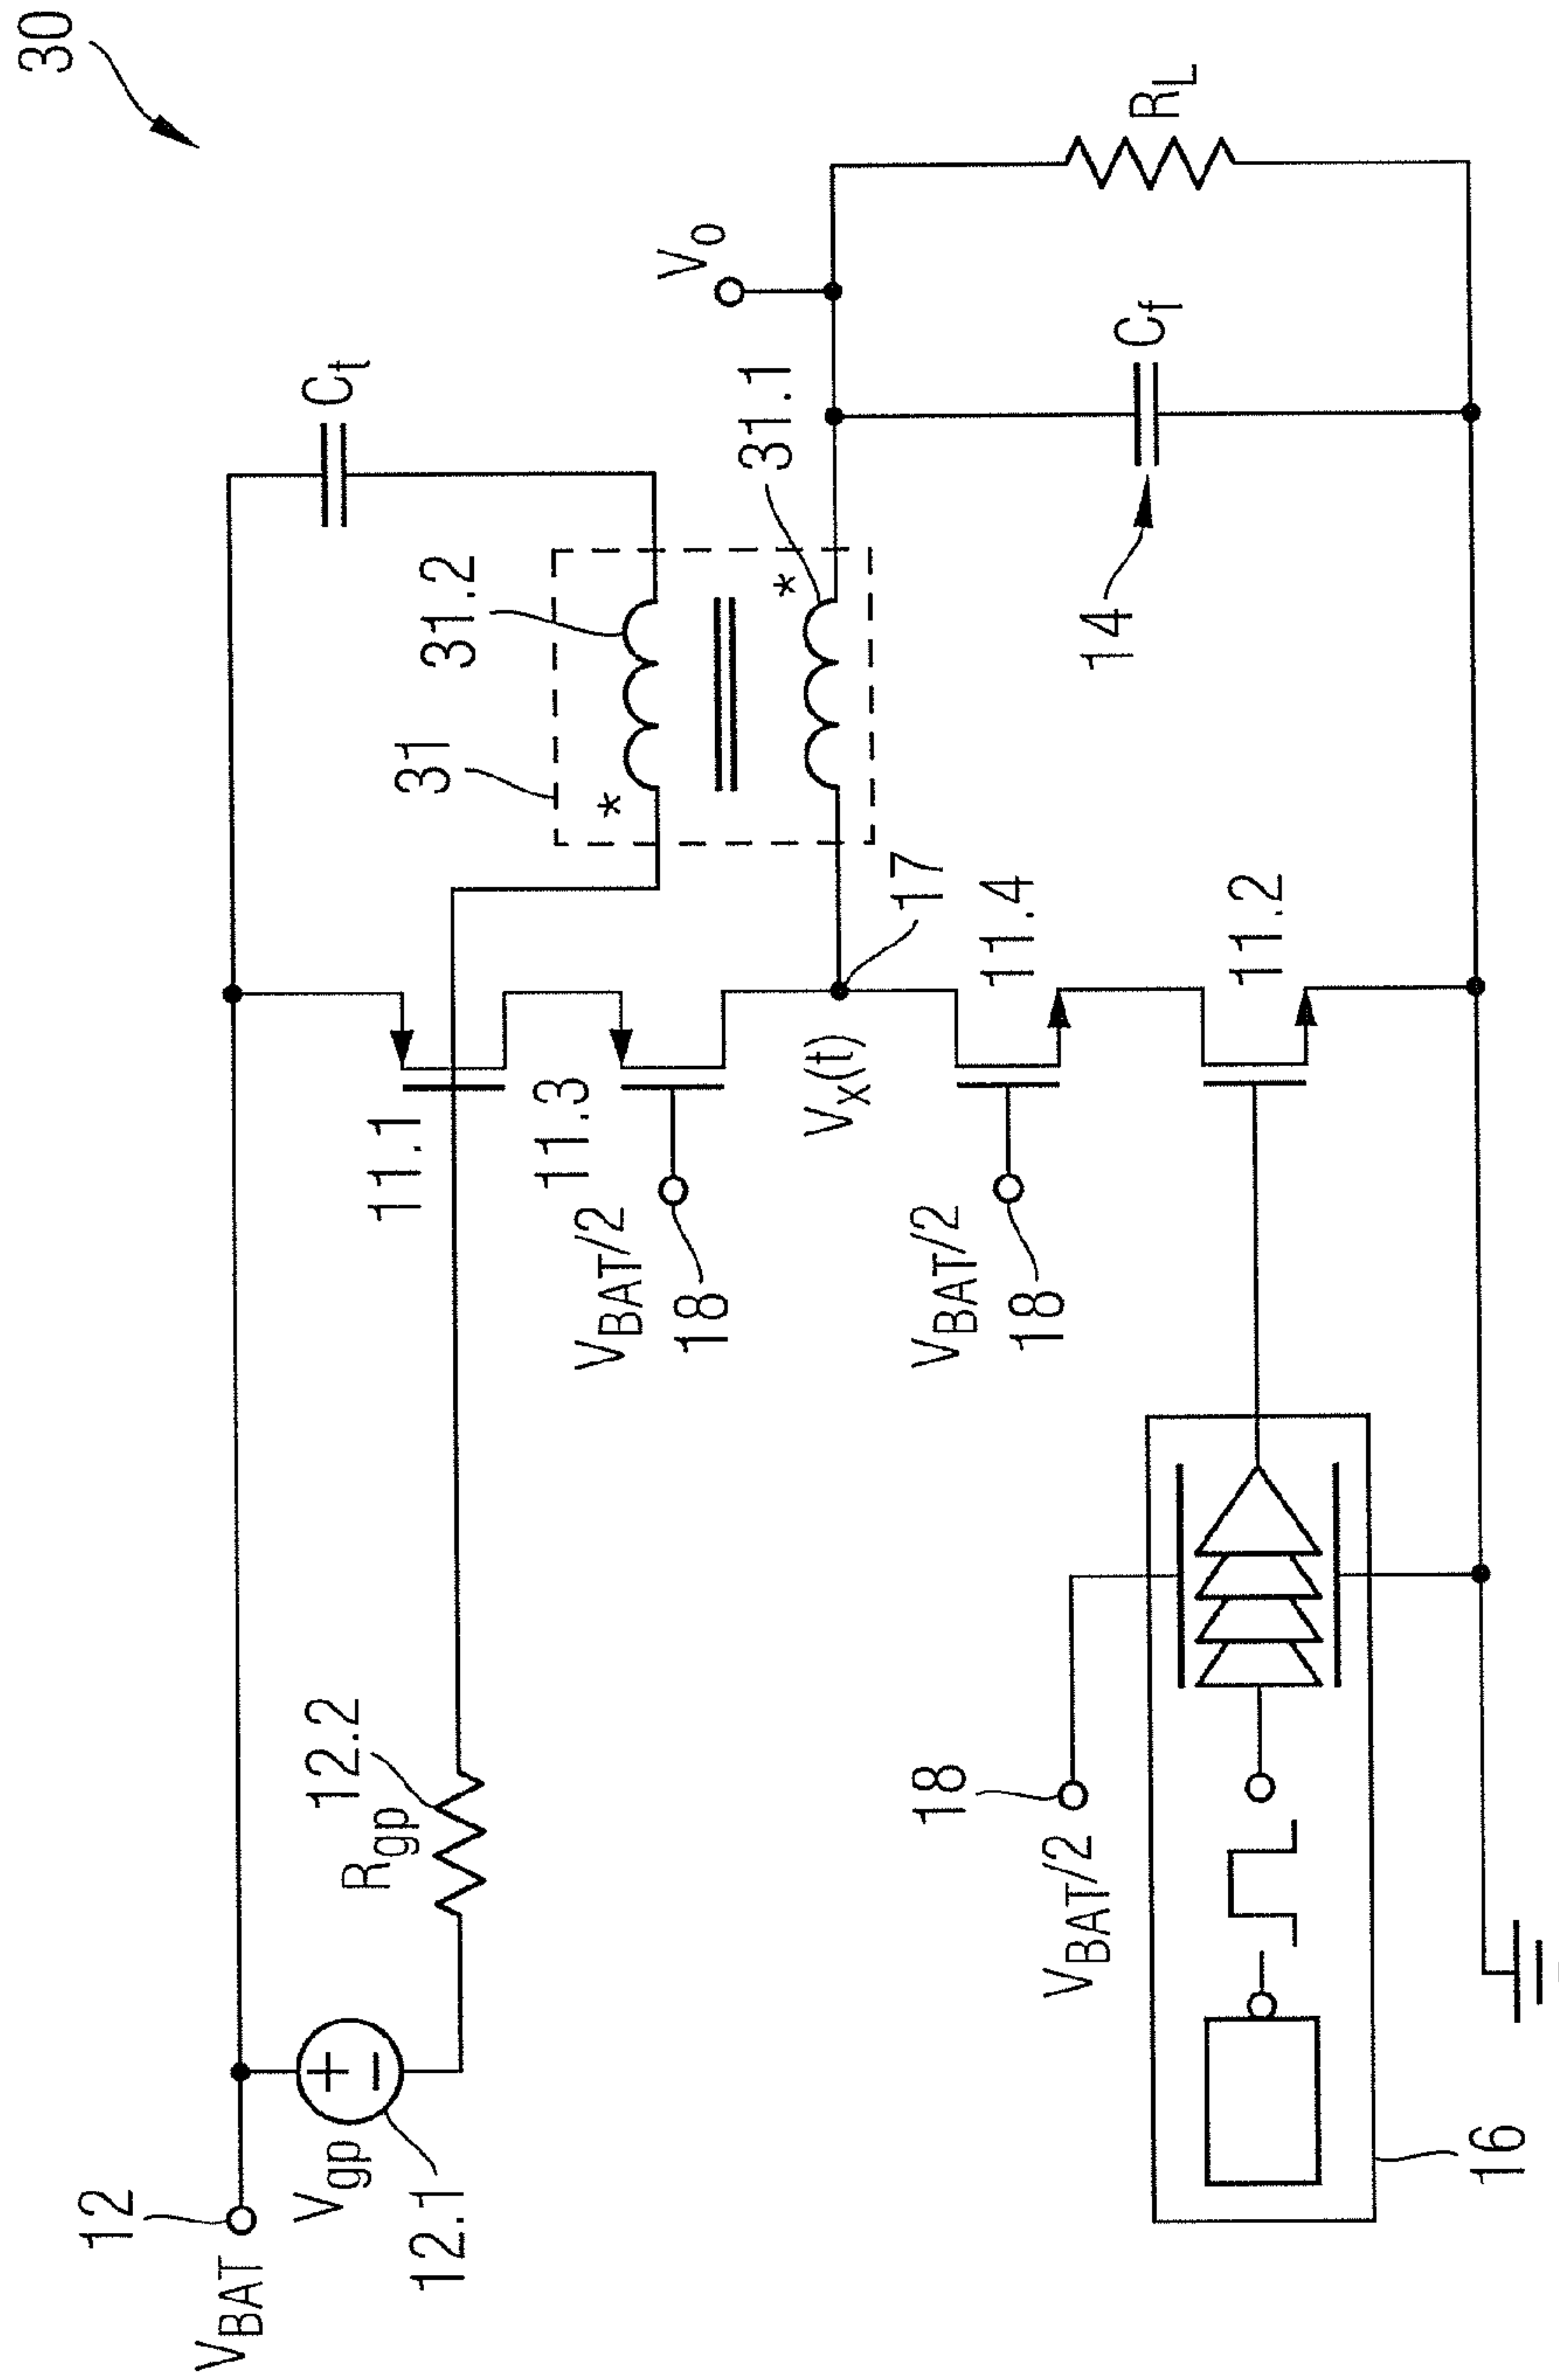 30
12
V_BAT
V_gp
12.1
R_gp
12.2
11.1
11.3
V_BAT/2
18
31
31.2
C_t
*
*
31.1
V_o
V_x(t)
17
V_BAT/2
18
11.4
11.2
14
C_f
R_L
18
V_BAT/2
16
+
−